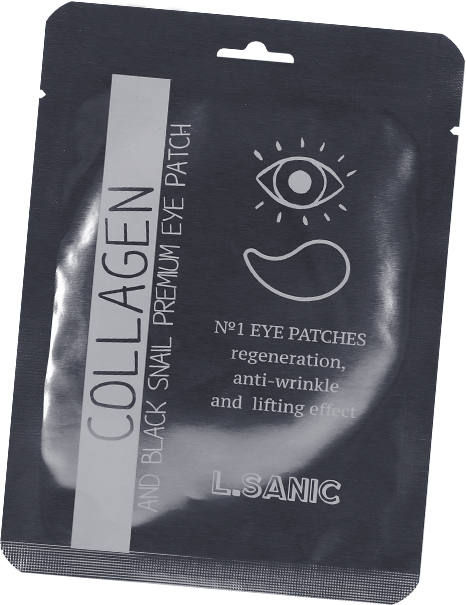 COLLAGEN
AND BLACK SNAIL PREMIUM EYE PATCH
Nº1 EYE PATCHES
regeneration,
anti-wrinkle
and lifting effect
L.SANIC